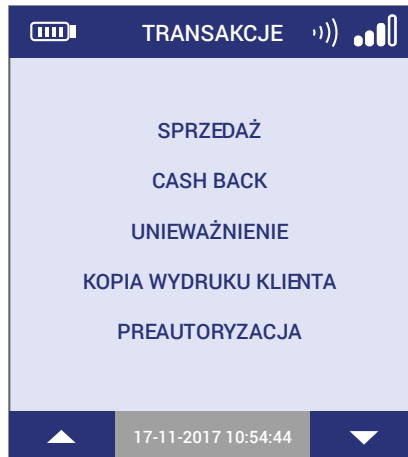 TRANSAKCJE
SPRZEDAŻ
CASH BACK
UNIEWAŻNIENIE
KOPIA WYDRUKU KLIENTA
PREAUTORYZACJA
17-11-2017 10:54:44